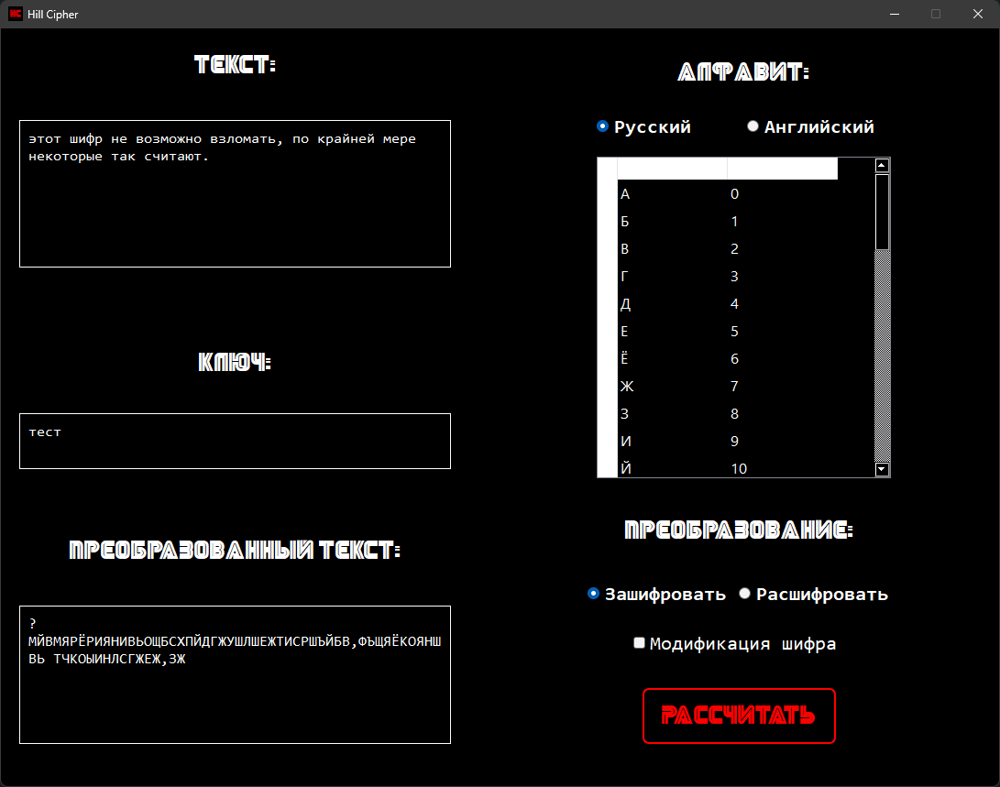 Hill Cipher
ТЕКСТ:
этот шифр не возможно взломать, по крайней мере
некоторые так считают.
КЛЮЧ:
тест
ПРЕОБРАЗОВАННЫЙ ТЕКСТ:
?
МЙВМЯРЁРИЯНИВЬОЩБСХПЙДГЖУШЛШЕЖТИСРШЪЙБВ,ФЪЩЯЁКОЯНШ
ВЬ ТЧКОЫИНЛСГЖЕЖ,ЗЖ
АЛФАВИТ:
Русский Английский
А 0
Б 1
В 2
Г 3
Д 4
Е 5
Ё 6
Ж 7
З 8
И 9
Й 10
ПРЕОБРАЗОВАНИЕ:
Зашифровать Расшифровать
Модификация шифра
РАССЧИТАТЬ